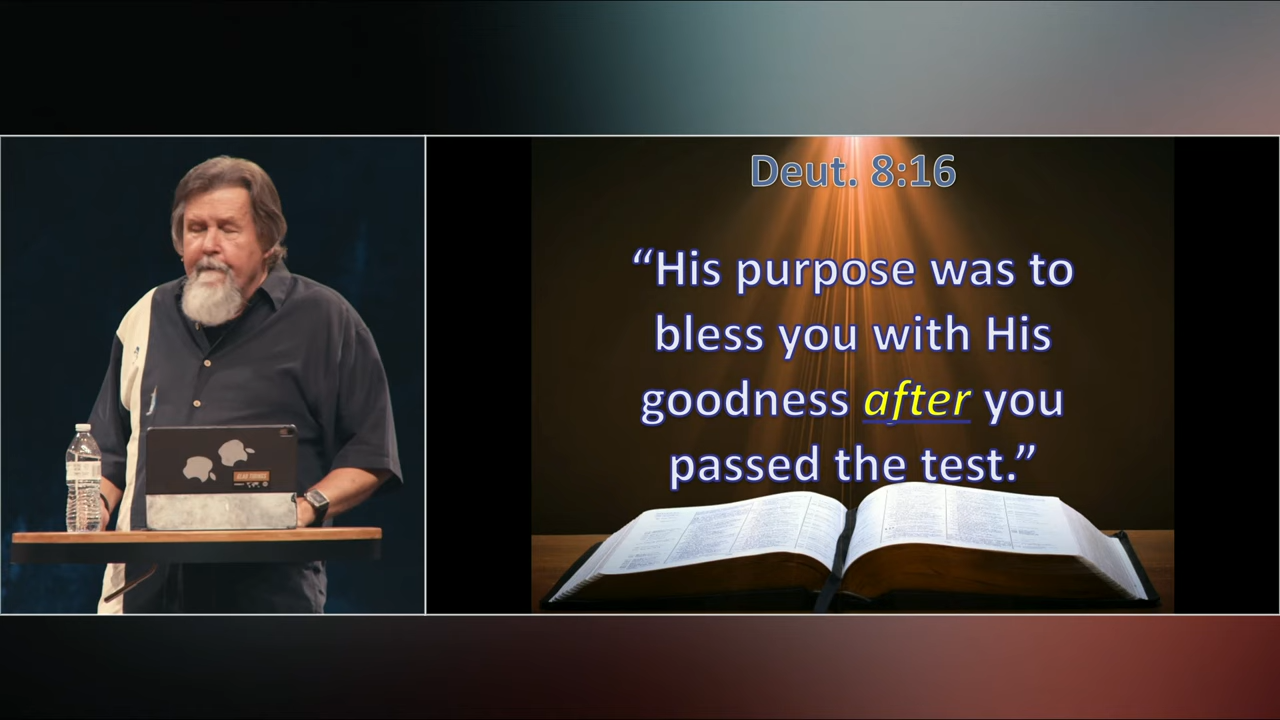 Deut. 8:16
“His purpose was to
bless you with His
goodness after you
passed the test.”